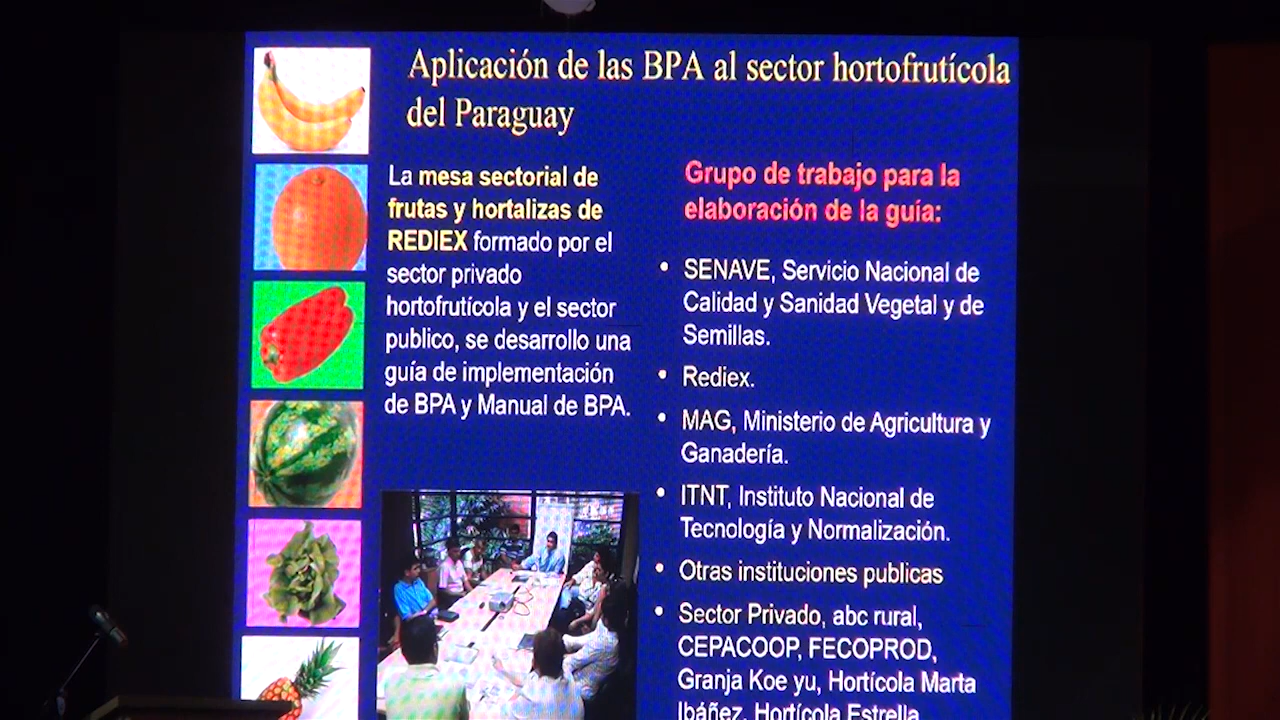 Aplicación de las BPA al sector hortofrutícola
del Paraguay
La mesa sectorial de
frutas y hortalizas de
REDIEX formado por el
sector privado
hortofrutícola y el sector
publico, se desarrollo una
guía de implementación
de BPA y Manual de BPA.
Grupo de trabajo para la
elaboración de la guía:
• SENAVE, Servicio Nacional de
Calidad y Sanidad Vegetal y de
Semillas.
• Rediex.
• MAG, Ministerio de Agricultura y
Ganadería.
• ITNT, Instituto Nacional de
Tecnología y Normalización.
• Otras instituciones publicas
• Sector Privado, abc rural,
CEPACOOP, FECOPROD,
Granja Koe yu, Hortícola Marta
Ibáñez, Hortícola Estrella